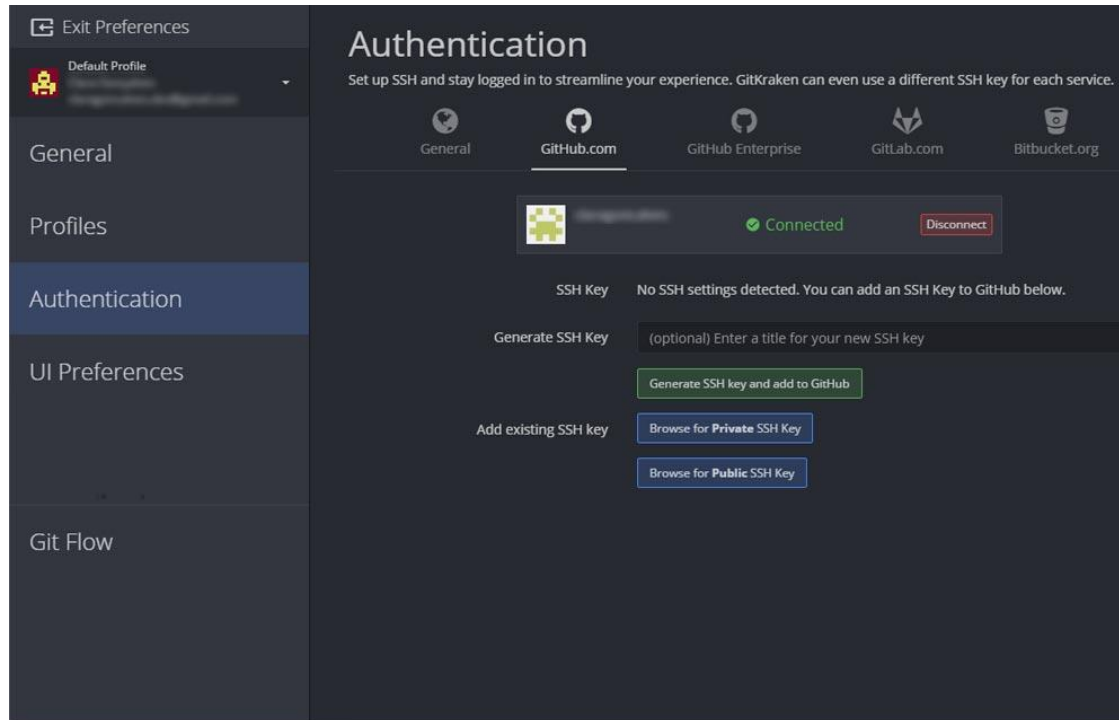 Exit Preferences
Default Profile
General
Profiles
Authentication
UI Preferences
Git Flow
Authentication
Set up SSH and stay logged in to streamline your experience. GitKraken can even use a different SSH key for each service.
General
GitHub.com
GitHub Enterprise
GitLab.com
Bitbucket.org
Connected
Disconnect
SSH Key
No SSH settings detected. You can add an SSH Key to GitHub below.
Generate SSH Key
(optional) Enter a title for your new SSH key
Generate SSH key and add to GitHub
Add existing SSH key
Browse for Private SSH Key
Browse for Public SSH Key